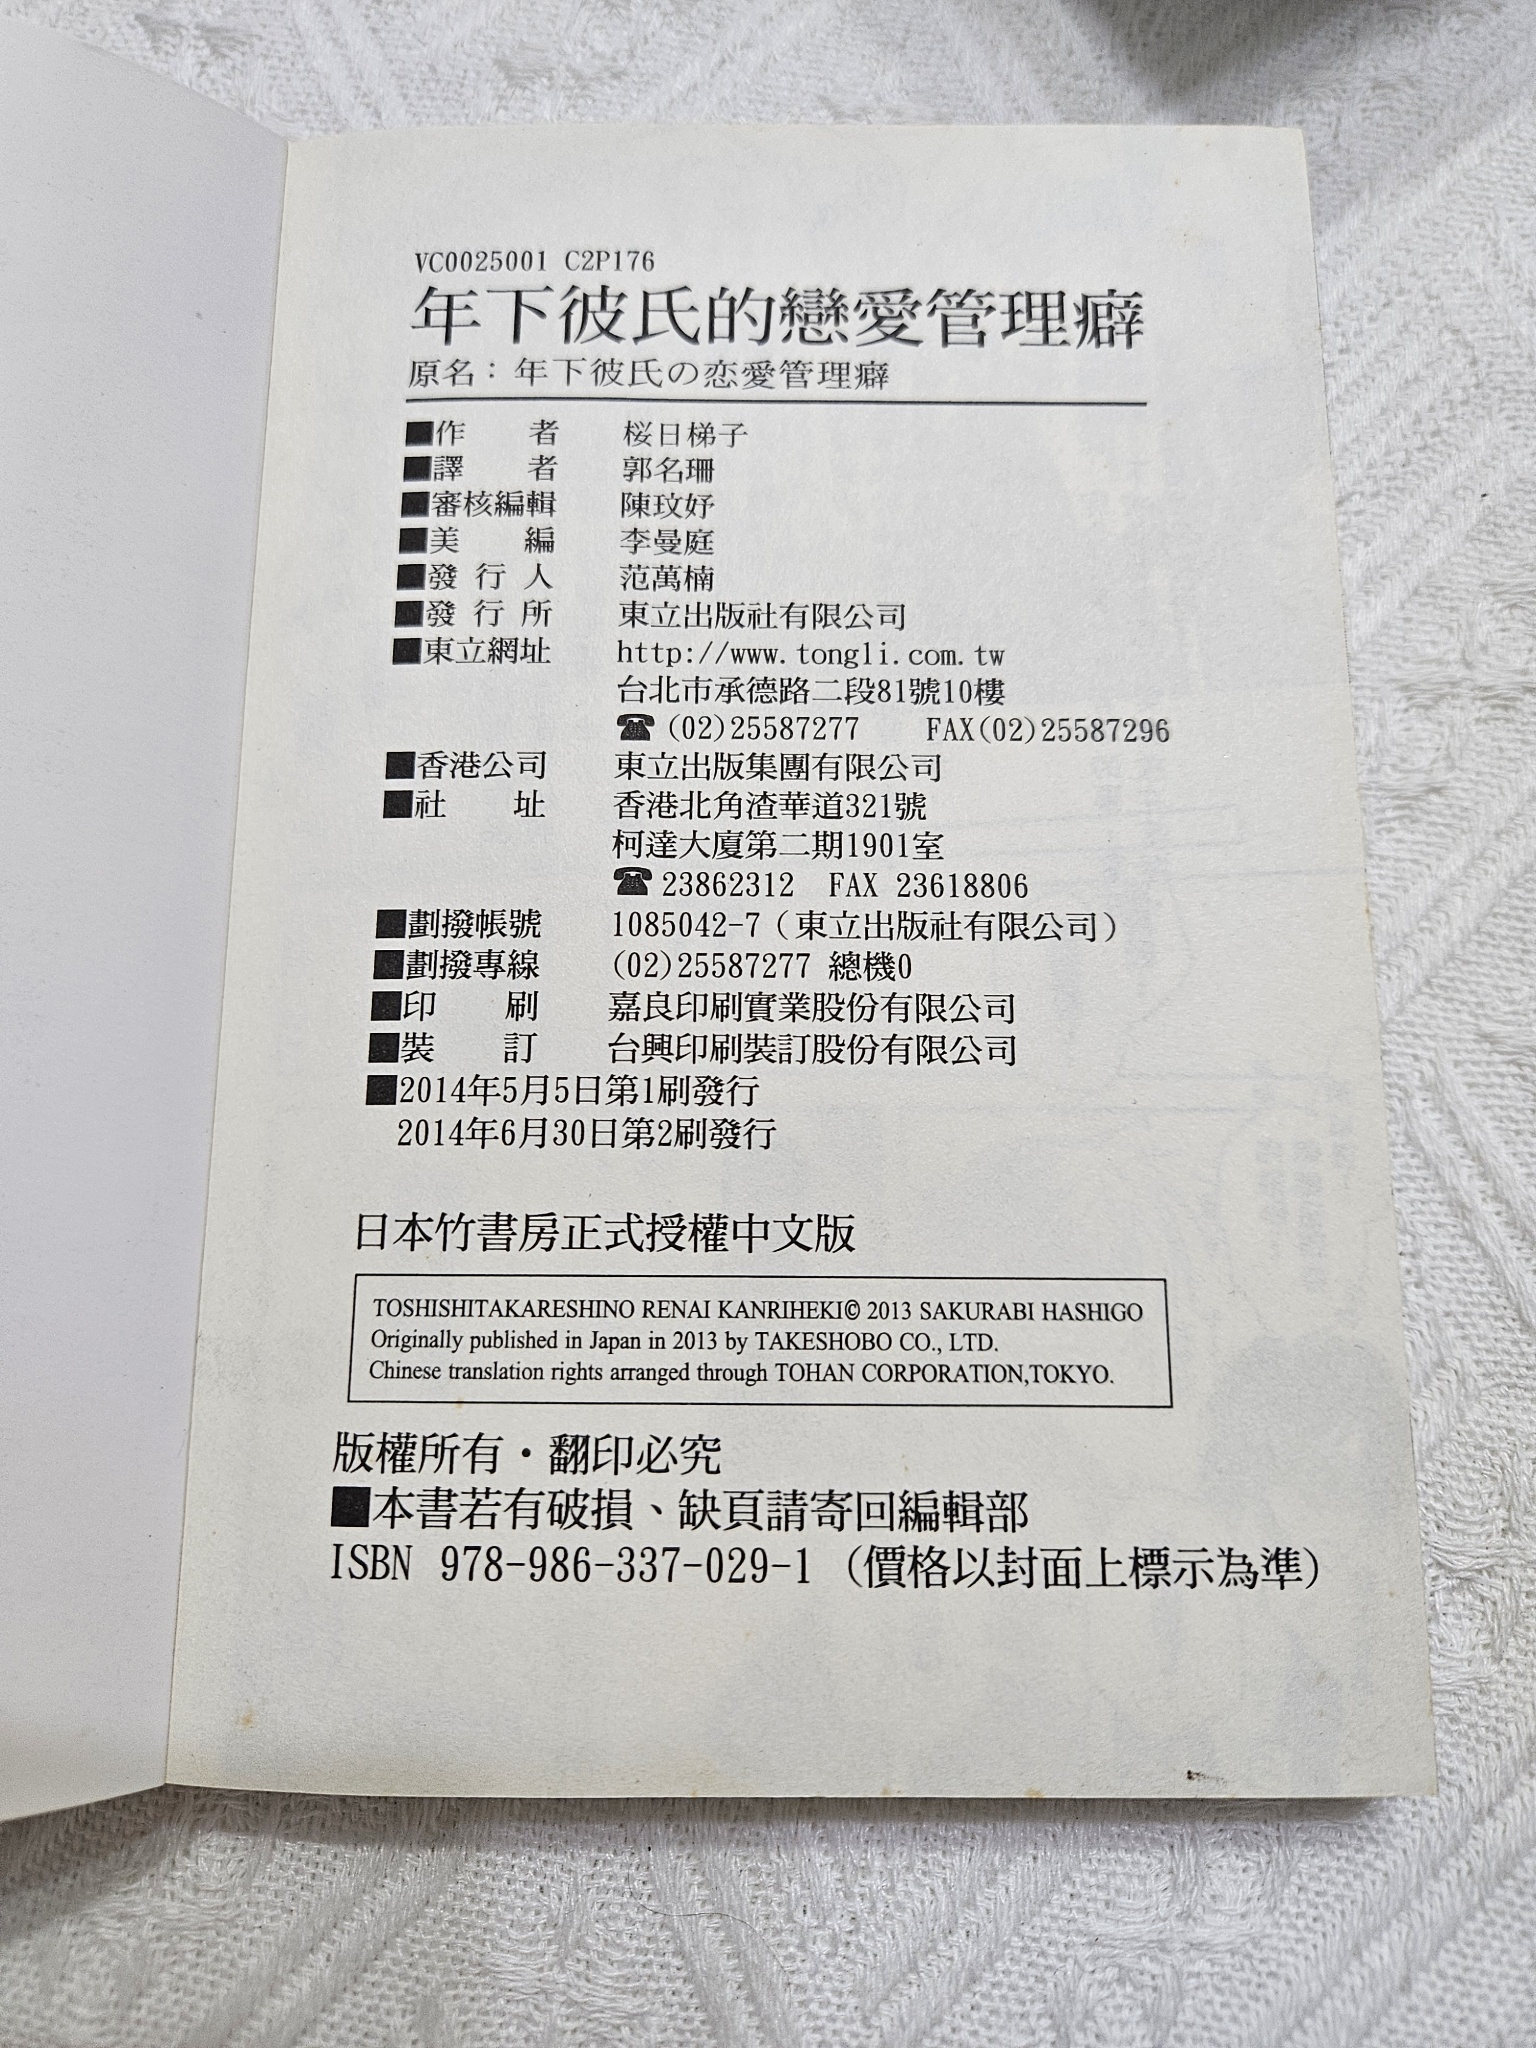 VC0025001 C2P176
年下彼氏的戀愛管理癖
原名：年下彼氏の恋愛管理癖
■作　者　桜日梯子
■譯　者　郭名珊
■審核編輯　陳玟妤
■美　編　李曼庭
■發行人　范萬楠
■發行所　東立出版社有限公司
■東立網址　http://www.tongli.com.tw
台北市承德路二段81號10樓
☎(02)25587277　FAX(02)25587296
■香港公司　東立出版集團有限公司
■社　址　香港北角渣華道321號
柯達大廈第二期1901室
☎23862312　FAX 23618806
■劃撥帳號　1085042-7（東立出版社有限公司）
■劃撥專線　(02)25587277 總機0
■印　刷　嘉良印刷實業股份有限公司
■裝　訂　台興印刷裝訂股份有限公司
■2014年5月5日第1刷發行
2014年6月30日第2刷發行
日本竹書房正式授權中文版
TOSHISHITAKARESHINO RENAI KANRIHEKI© 2013 SAKURABI HASHIGO
Originally published in Japan in 2013 by TAKESHOBO CO., LTD.
Chinese translation rights arranged through TOHAN CORPORATION,TOKYO.
版權所有・翻印必究
■本書若有破損、缺頁請寄回編輯部
ISBN 978-986-337-029-1（價格以封面上標示為準）